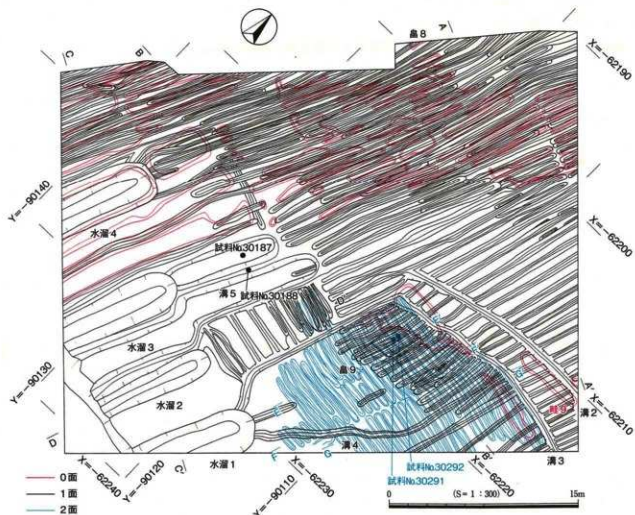 畠8
A
C
B
X=-62190
Y=-90140
X=-62200
水溜4
試料No.30187
溝5
試料No.30188
D
水溜3
畠9
Y=-90130
水溜2
E
A'
X=-62210
溝2
D
F
G
溝4
B'
溝3
X=-62240
Y=-90120
C'
水溜1
X=-62230
Y=-90110
X=-62220
試料No.30292
試料No.30291
0面
1面
2面
0
(S=1:300)
15m